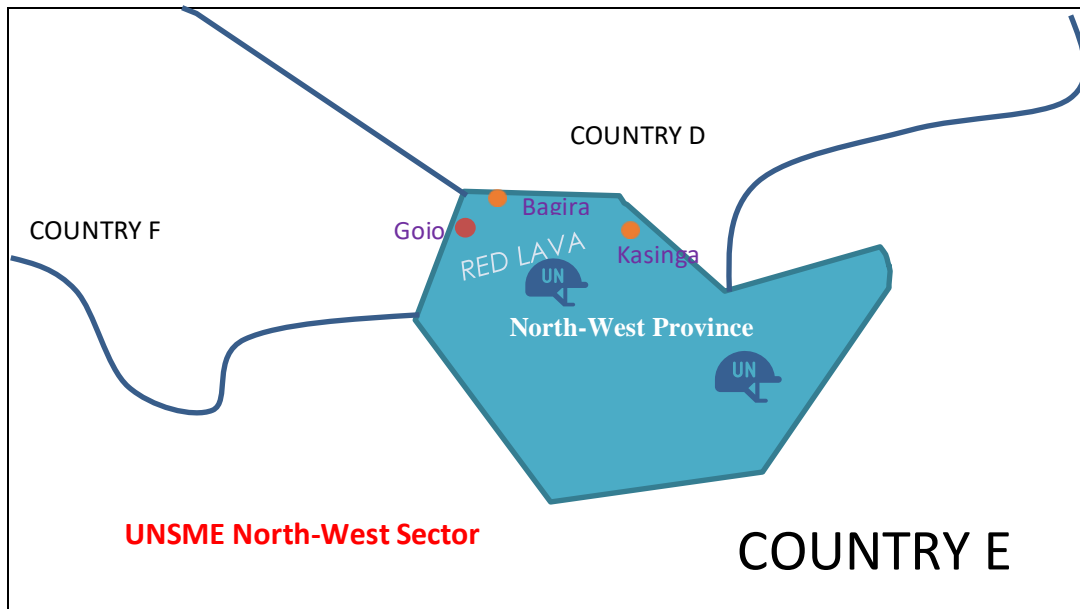 COUNTRY D
Bagira
COUNTRY F
Goio
RED LAVA
Kasinga
UN
North-West Province
UN
UNSME North-West Sector
COUNTRY E